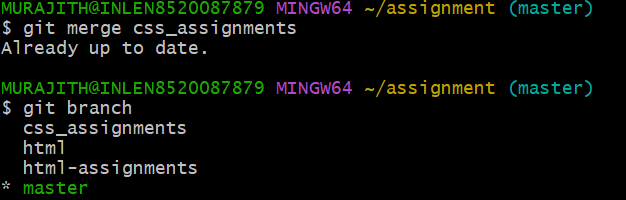 MURAJITH@INLEN8520087879 MINGW64 ~/assignment (master)
$ git merge css_assignments
Already up to date.
MURAJITH@INLEN8520087879 MINGW64 ~/assignment (master)
$ git branch
css_assignments
html
html-assignments
* master